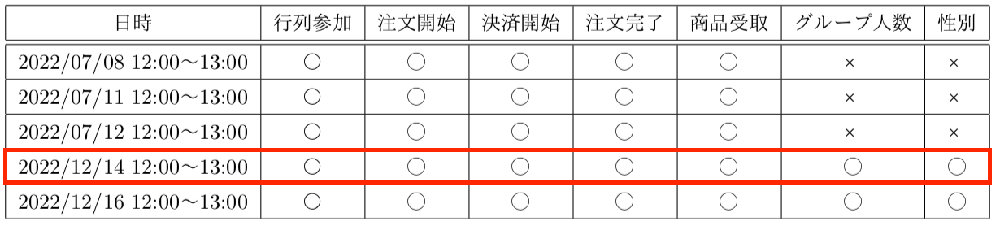 日時 行列参加 注文開始 決済開始 注文完了 商品受取 グループ人数 性別
2022/07/08 12:00〜13:00 ○ ○ ○ ○ ○ × ×
2022/07/11 12:00〜13:00 ○ ○ ○ ○ ○ × ×
2022/07/12 12:00〜13:00 ○ ○ ○ ○ ○ × ×
2022/12/14 12:00〜13:00 ○ ○ ○ ○ ○ ○ ○
2022/12/16 12:00〜13:00 ○ ○ ○ ○ ○ ○ ○